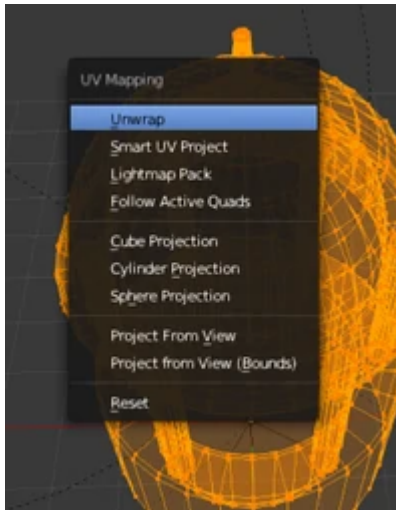 UV Mapping
Unwrap
Smart UV Project
Lightmap Pack
Follow Active Quads
Cube Projection
Cylinder Projection
Sphere Projection
Project From View
Project from View (Bounds)
Reset